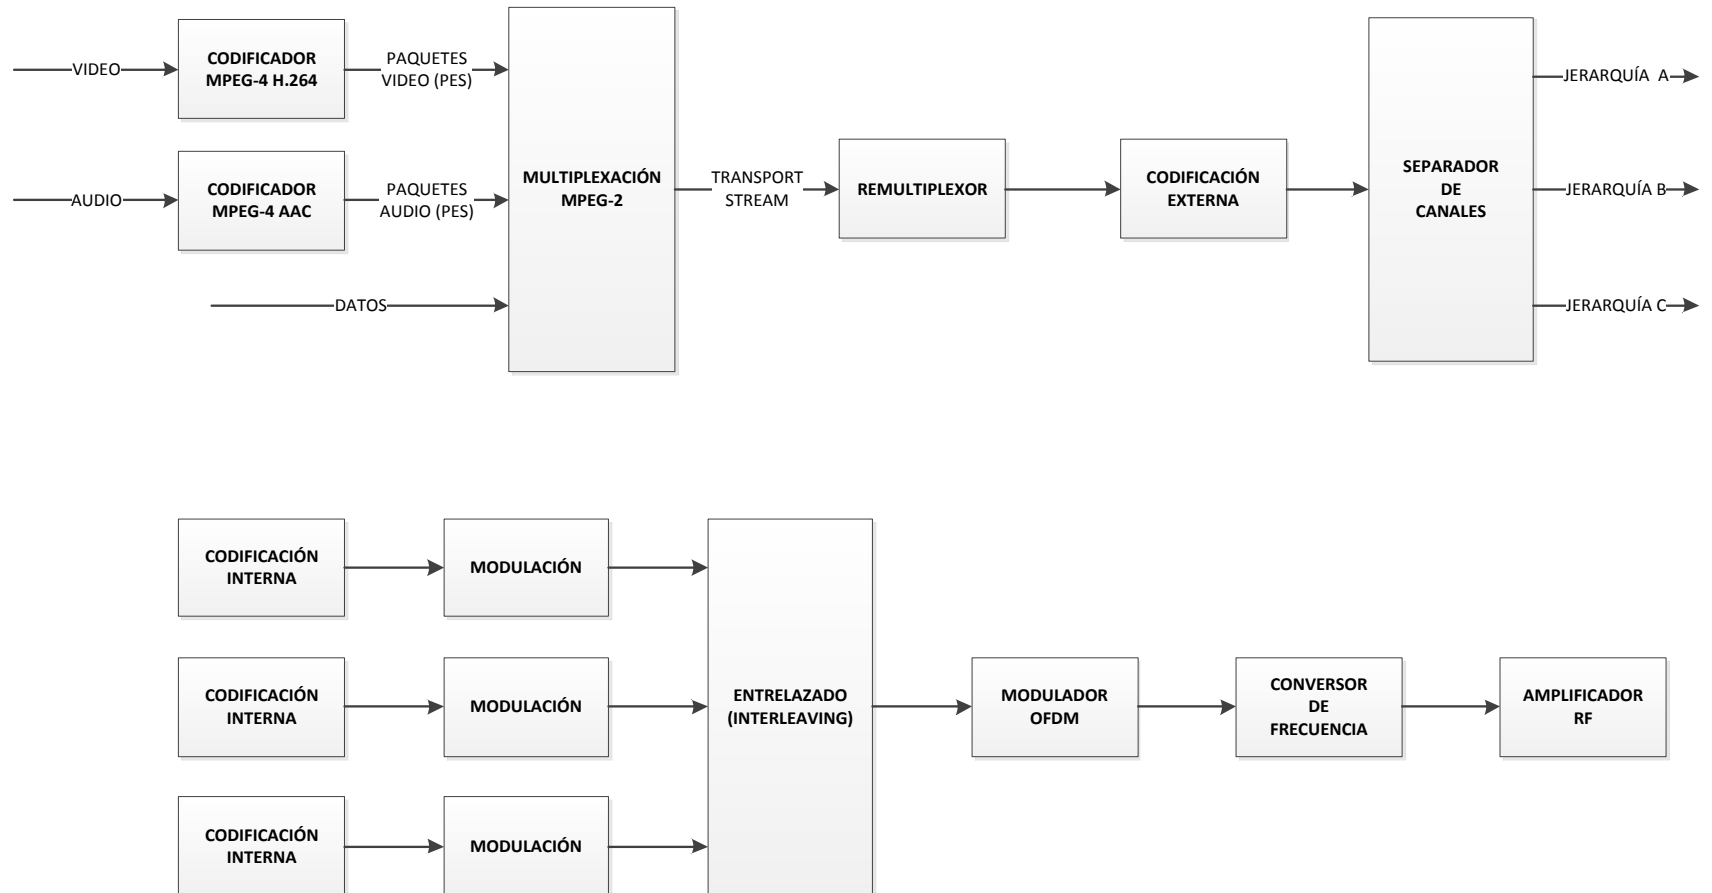 VIDEO
CODIFICADOR
MPEG-4 H.264
PAQUETES
VIDEO (PES)
AUDIO
CODIFICADOR
MPEG-4 AAC
PAQUETES
AUDIO (PES)
DATOS
MULTIPLEXACIÓN
MPEG-2
TRANSPORT
STREAM
REMULTIPLEXOR
CODIFICACIÓN
EXTERNA
SEPARADOR
DE
CANALES
JERARQUÍA A
JERARQUÍA B
JERARQUÍA C
CODIFICACIÓN
INTERNA
MODULACIÓN
CODIFICACIÓN
INTERNA
MODULACIÓN
CODIFICACIÓN
INTERNA
MODULACIÓN
ENTRELAZADO
(INTERLEAVING)
MODULADOR
OFDM
CONVERSOR
DE
FRECUENCIA
AMPLIFICADOR
RF